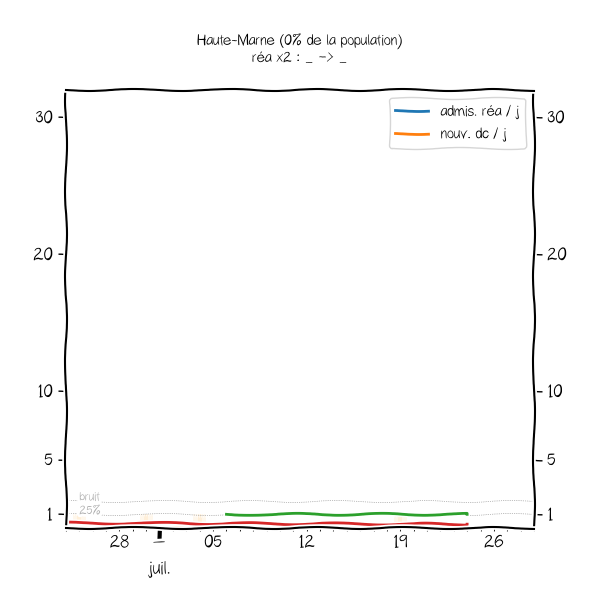 Haute-Marne (0% de la population)
réa x2 : _ -> _
admis. réa / j
nouv. dc / j
30
30
20
20
10
10
5
5
bruit
25%
1
1
28
05
12
19
26
juil.